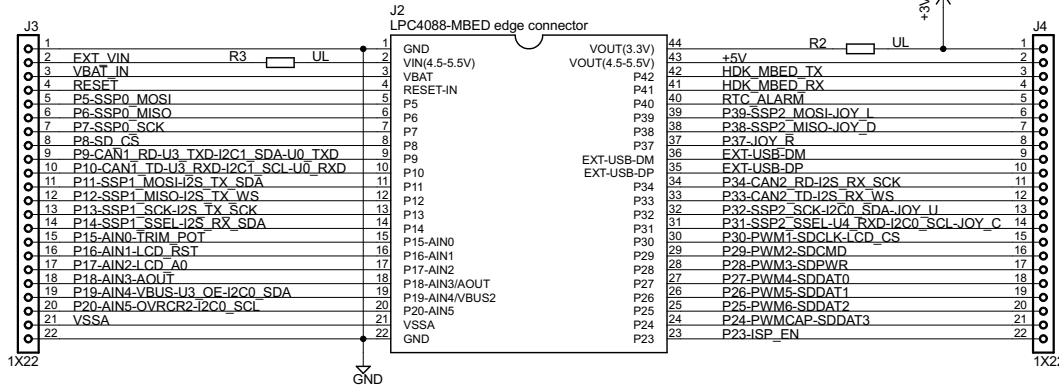 J2
LPC4088-MBED edge connector
+3V
J3
J4
1 1 GND VOUT(3.3V) 44 R2 UL 1
2 EXT_VIN R3 UL 2 VIN(4.5-5.5V) VOUT(4.5-5.5V) 43 +5V 2
3 VBAT_IN 3 VBAT P42 42 HDK_MBED_TX 3
4 RESET 4 RESET-IN P41 41 HDK_MBED_RX 4
5 P5-SSP0_MOSI 5 P5 P40 40 RTC_ALARM 5
6 P6-SSP0_MISO 6 P6 P39 39 P39-SSP2_MOSI-JOY_L 6
7 P7-SSP0_SCK 7 P7 P38 38 P38-SSP2_MISO-JOY_D 7
8 P8-SD_CS 8 P8 P37 37 P37-JOY_R 8
9 P9-CAN1_RD-U3_TXD-I2C1_SDA-U0_TXD 9 P9 EXT-USB-DM 36 EXT-USB-DM 9
10 P10-CAN1_TD-U3_RXD-I2C1_SCL-U0_RXD 10 P10 EXT-USB-DP 35 EXT-USB-DP 10
11 P11-SSP1_MOSI-I2S_TX_SDA 11 P11 P34 34 P34-CAN2_RD-I2S_RX_SCK 11
12 P12-SSP1_MISO-I2S_TX_WS 12 P12 P33 33 P33-CAN2_TD-I2S_RX_WS 12
13 P13-SSP1_SCK-I2S_TX_SCK 13 P13 P32 32 P32-SSP2_SCK-I2C0_SDA-JOY_U 13
14 P14-SSP1_SSEL-I2S_RX_SDA 14 P14 P31 31 P31-SSP2_SSEL-U4_RXD-I2C0_SCL-JOY_C 14
15 P15-AIN0-TRIM_POT 15 P15-AIN0 P30 30 P30-PWM1-SDCLK-LCD_CS 15
16 P16-AIN1-LCD_RST 16 P16-AIN1 P29 29 P29-PWM2-SDCMD 16
17 P17-AIN2-LCD_A0 17 P17-AIN2 P28 28 P28-PWM3-SDPWR 17
18 P18-AIN3-AOUT 18 P18-AIN3/AOUT P27 27 P27-PWM4-SDDAT0 18
19 P19-AIN4-VBUS-U3_OE-I2C0_SDA 19 P19-AIN4/VBUS2 P26 26 P26-PWM5-SDDAT1 19
20 P20-AIN5-OVRCR2-I2C0_SCL 20 P20-AIN5 P25 25 P25-PWM6-SDDAT2 20
21 VSSA 21 VSSA P24 24 P24-PWMCAP-SDDAT3 21
22 22 GND P23 23 P23-ISP_EN 22
1X22
GND